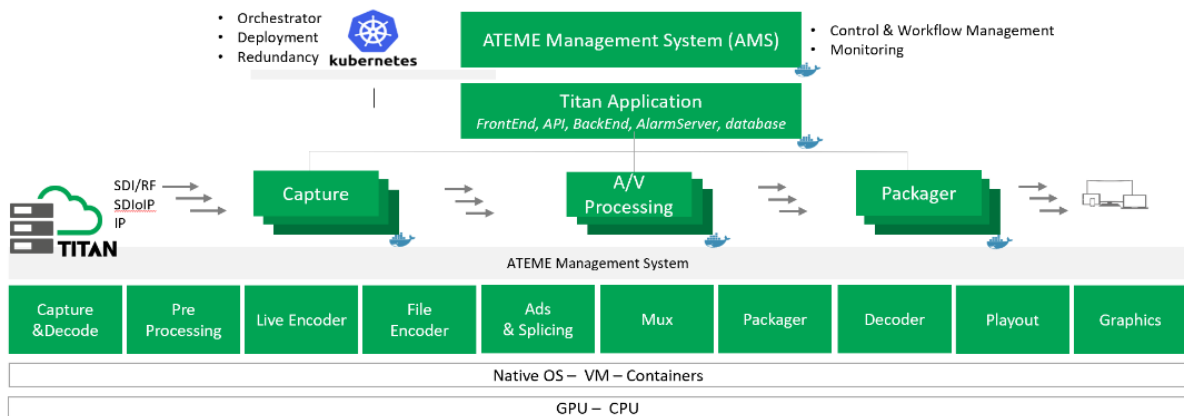 • Orchestrator
• Deployment
• Redundancy
kubernetes
ATEME Management System (AMS)
• Control & Workflow Management
• Monitoring
Titan Application
FrontEnd, API, BackEnd, AlarmServer, database
SDI/RF
SDIoIP
IP
TITAN
Capture
A/V
Processing
Packager
ATEME Management System
Capture
&Decode
Pre
Processing
Live Encoder
File
Encoder
Ads
& Splicing
Mux
Packager
Decoder
Playout
Graphics
Native OS – VM – Containers
GPU – CPU